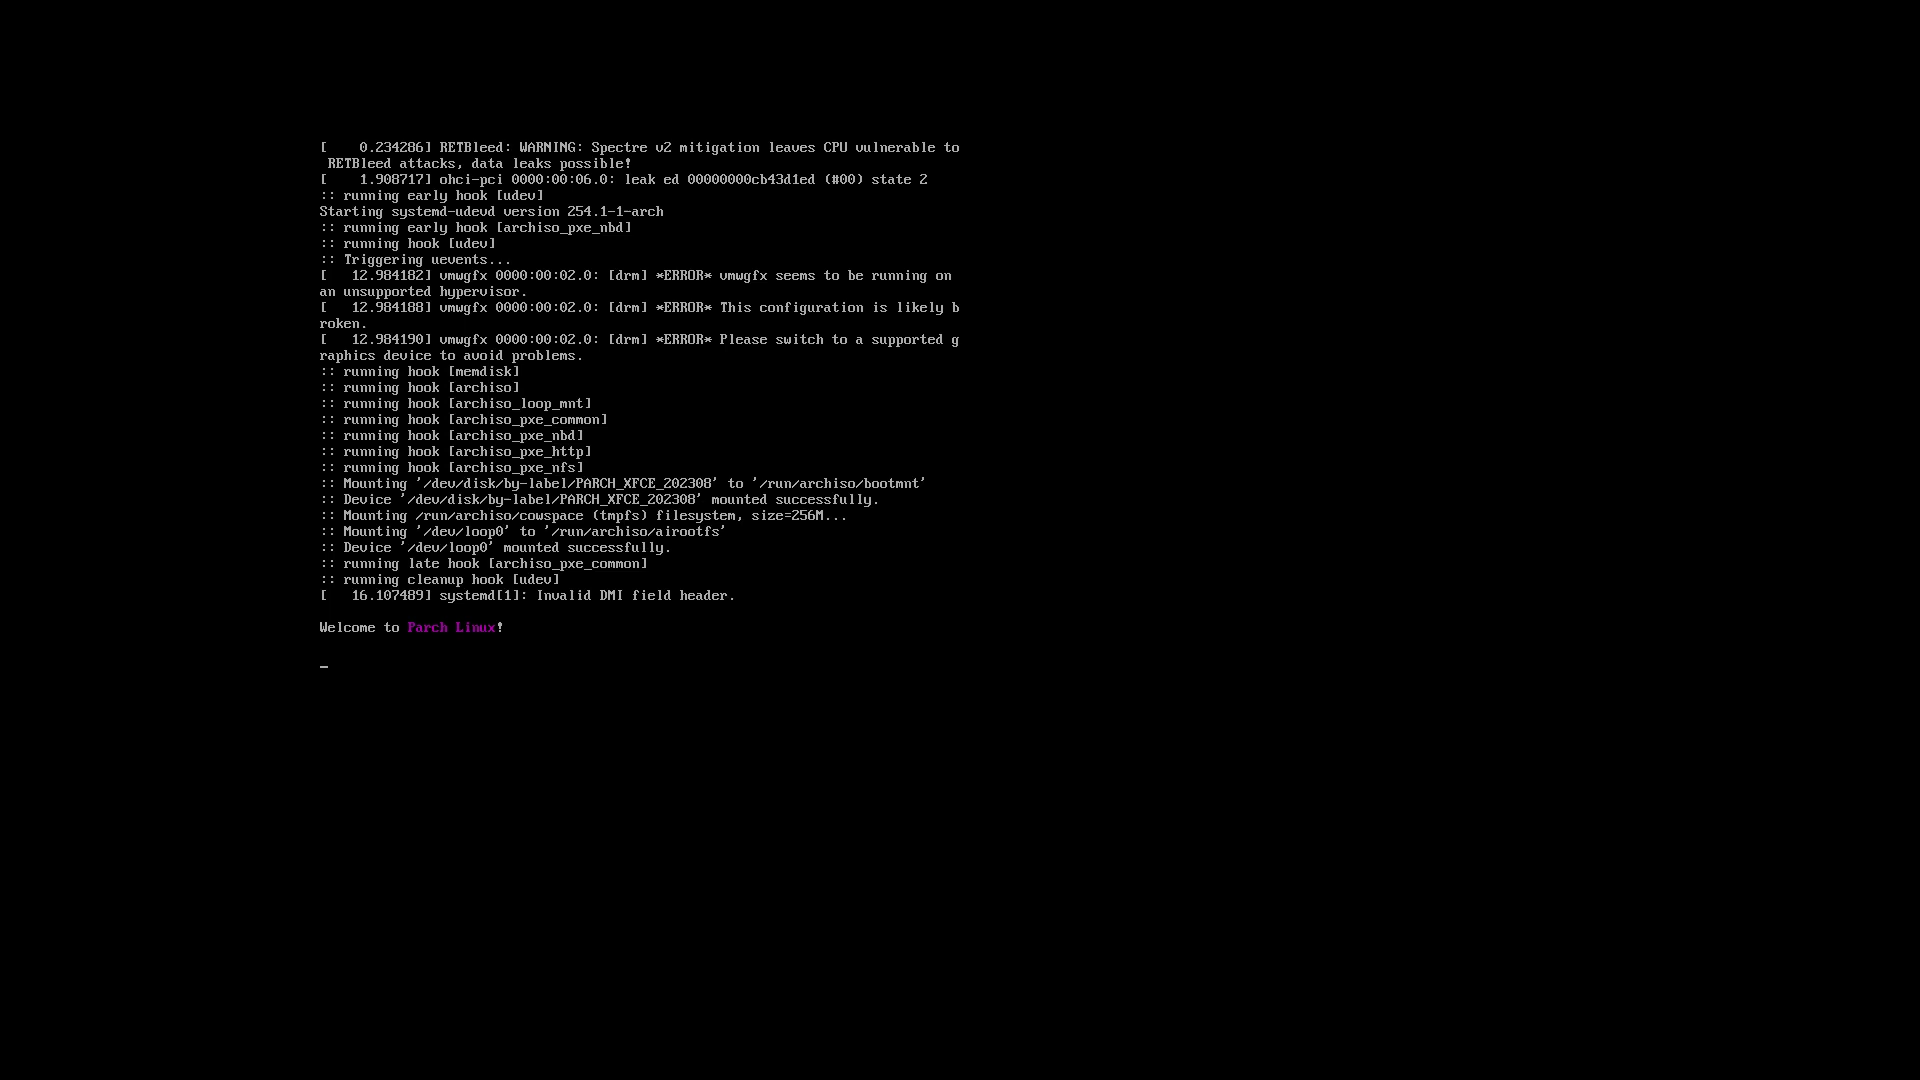 [    0.234286] RETBleed: WARNING: Spectre v2 mitigation leaves CPU vulnerable to
 RETBleed attacks, data leaks possible!
[    1.908717] ohci-pci 0000:00:06.0: leak ed 00000000cb43d1ed (#00) state 2
:: running early hook [udev]
Starting systemd-udevd version 254.1-1-arch
:: running early hook [archiso_pxe_nbd]
:: running hook [udev]
:: Triggering uevents...
[   12.984182] vmwgfx 0000:00:02.0: [drm] *ERROR* vmwgfx seems to be running on
an unsupported hypervisor.
[   12.984188] vmwgfx 0000:00:02.0: [drm] *ERROR* This configuration is likely b
roken.
[   12.984190] vmwgfx 0000:00:02.0: [drm] *ERROR* Please switch to a supported g
raphics device to avoid problems.
:: running hook [memdisk]
:: running hook [archiso]
:: running hook [archiso_loop_mnt]
:: running hook [archiso_pxe_common]
:: running hook [archiso_pxe_nbd]
:: running hook [archiso_pxe_http]
:: running hook [archiso_pxe_nfs]
:: Mounting '/dev/disk/by-label/PARCH_XFCE_202308' to '/run/archiso/bootmnt'
:: Device '/dev/disk/by-label/PARCH_XFCE_202308' mounted successfully.
:: Mounting /run/archiso/cowspace (tmpfs) filesystem, size=256M...
:: Mounting '/dev/loop0' to '/run/archiso/airootfs'
:: Device '/dev/loop0' mounted successfully.
:: running late hook [archiso_pxe_common]
:: running cleanup hook [udev]
[   16.107489] systemd[1]: Invalid DMI field header.
Welcome to Parch Linux!
_